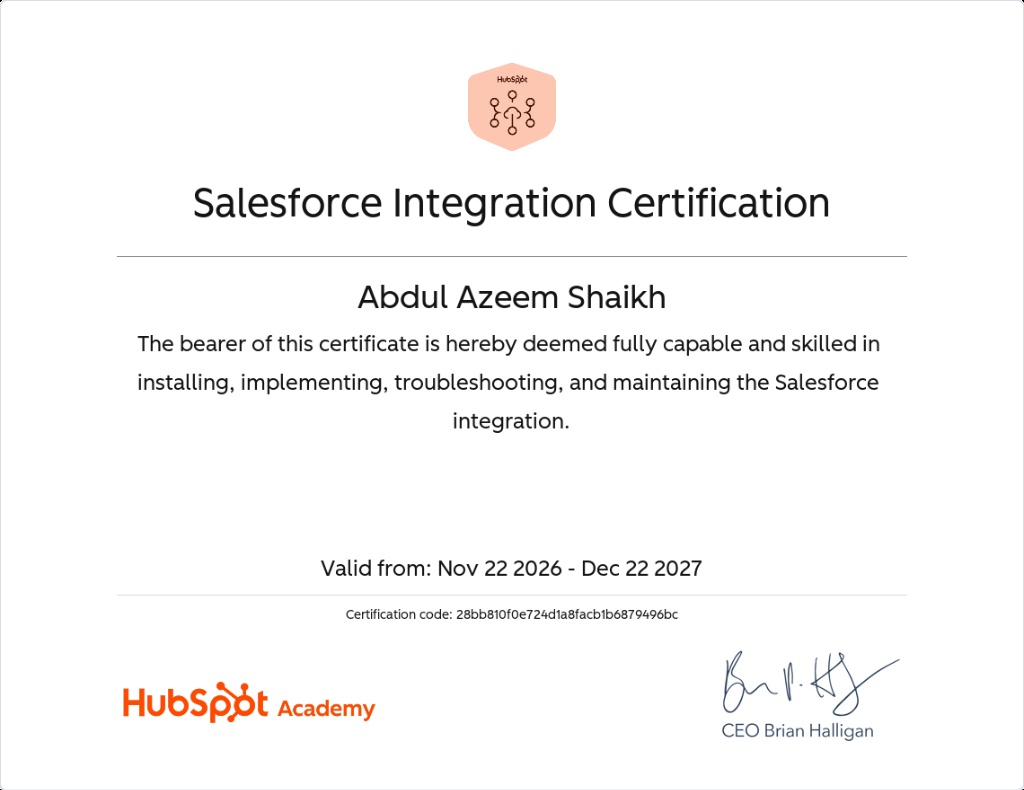 HubSpot
Salesforce Integration Certification
Abdul Azeem Shaikh
The bearer of this certificate is hereby deemed fully capable and skilled in
installing, implementing, troubleshooting, and maintaining the Salesforce
integration.
Valid from: Nov 22 2026 - Dec 22 2027
Certification code: 28bb810f0e724d1a8facb1b6879496bc
HubSpot Academy
CEO Brian Halligan